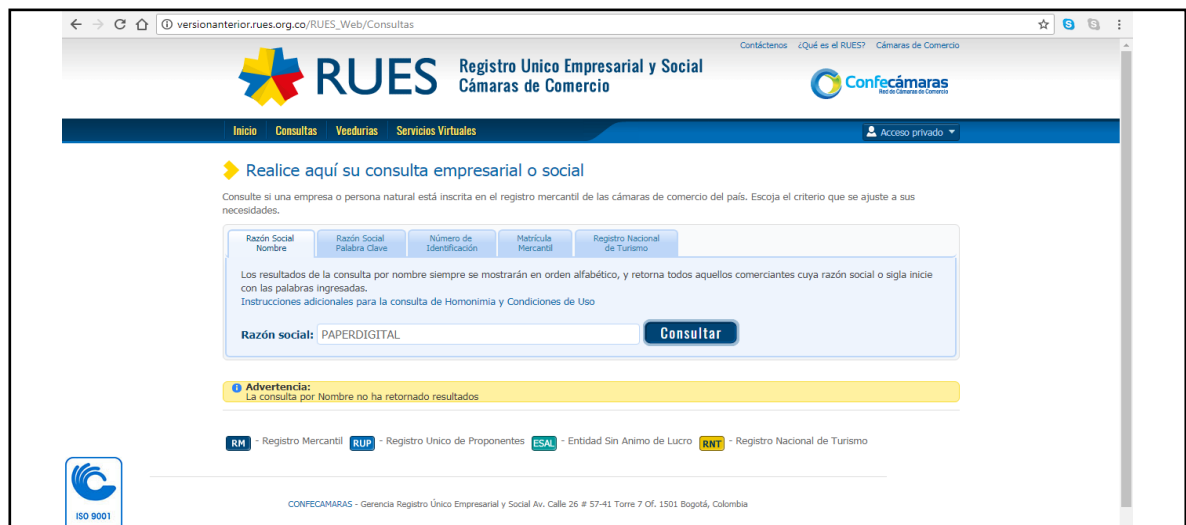 versionanterior.rues.org.co/RUES_Web/Consultas
Contáctenos ¿Qué es el RUES? Cámaras de Comercio
RUES
Registro Unico Empresarial y Social
Cámaras de Comercio
Confecámaras
Red de Cámaras de Comercio
Inicio Consultas Veedurias Servicios Virtuales
Acceso privado
Realice aquí su consulta empresarial o social
Consulte si una empresa o persona natural está inscrita en el registro mercantil de las cámaras de comercio del país. Escoja el criterio que se ajuste a sus
necesidades.
Razón Social
Nombre
Razón Social
Palabra Clave
Número de
Identificación
Matrícula
Mercantil
Registro Nacional
de Turismo
Los resultados de la consulta por nombre siempre se mostrarán en orden alfabético, y retorna todos aquellos comerciantes cuya razón social o sigla inicie
con las palabras ingresadas.
Instrucciones adicionales para la consulta de Homonimia y Condiciones de Uso
Razón social: PAPERDIGITAL Consultar
Advertencia:
La consulta por Nombre no ha retornado resultados
RM - Registro Mercantil RUP - Registro Unico de Proponentes ESAL - Entidad Sin Animo de Lucro RNT - Registro Nacional de Turismo
ISO 9001
CONFECAMARAS - Gerencia Registro Único Empresarial y Social Av. Calle 26 # 57-41 Torre 7 Of. 1501 Bogotá, Colombia